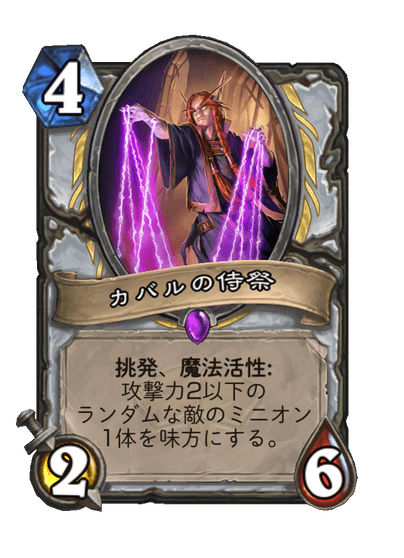 4
カバルの侍祭
挑発、魔法活性:
攻撃力2以下の
ランダムな敵のミニオン
1体を味方にする。
2
6